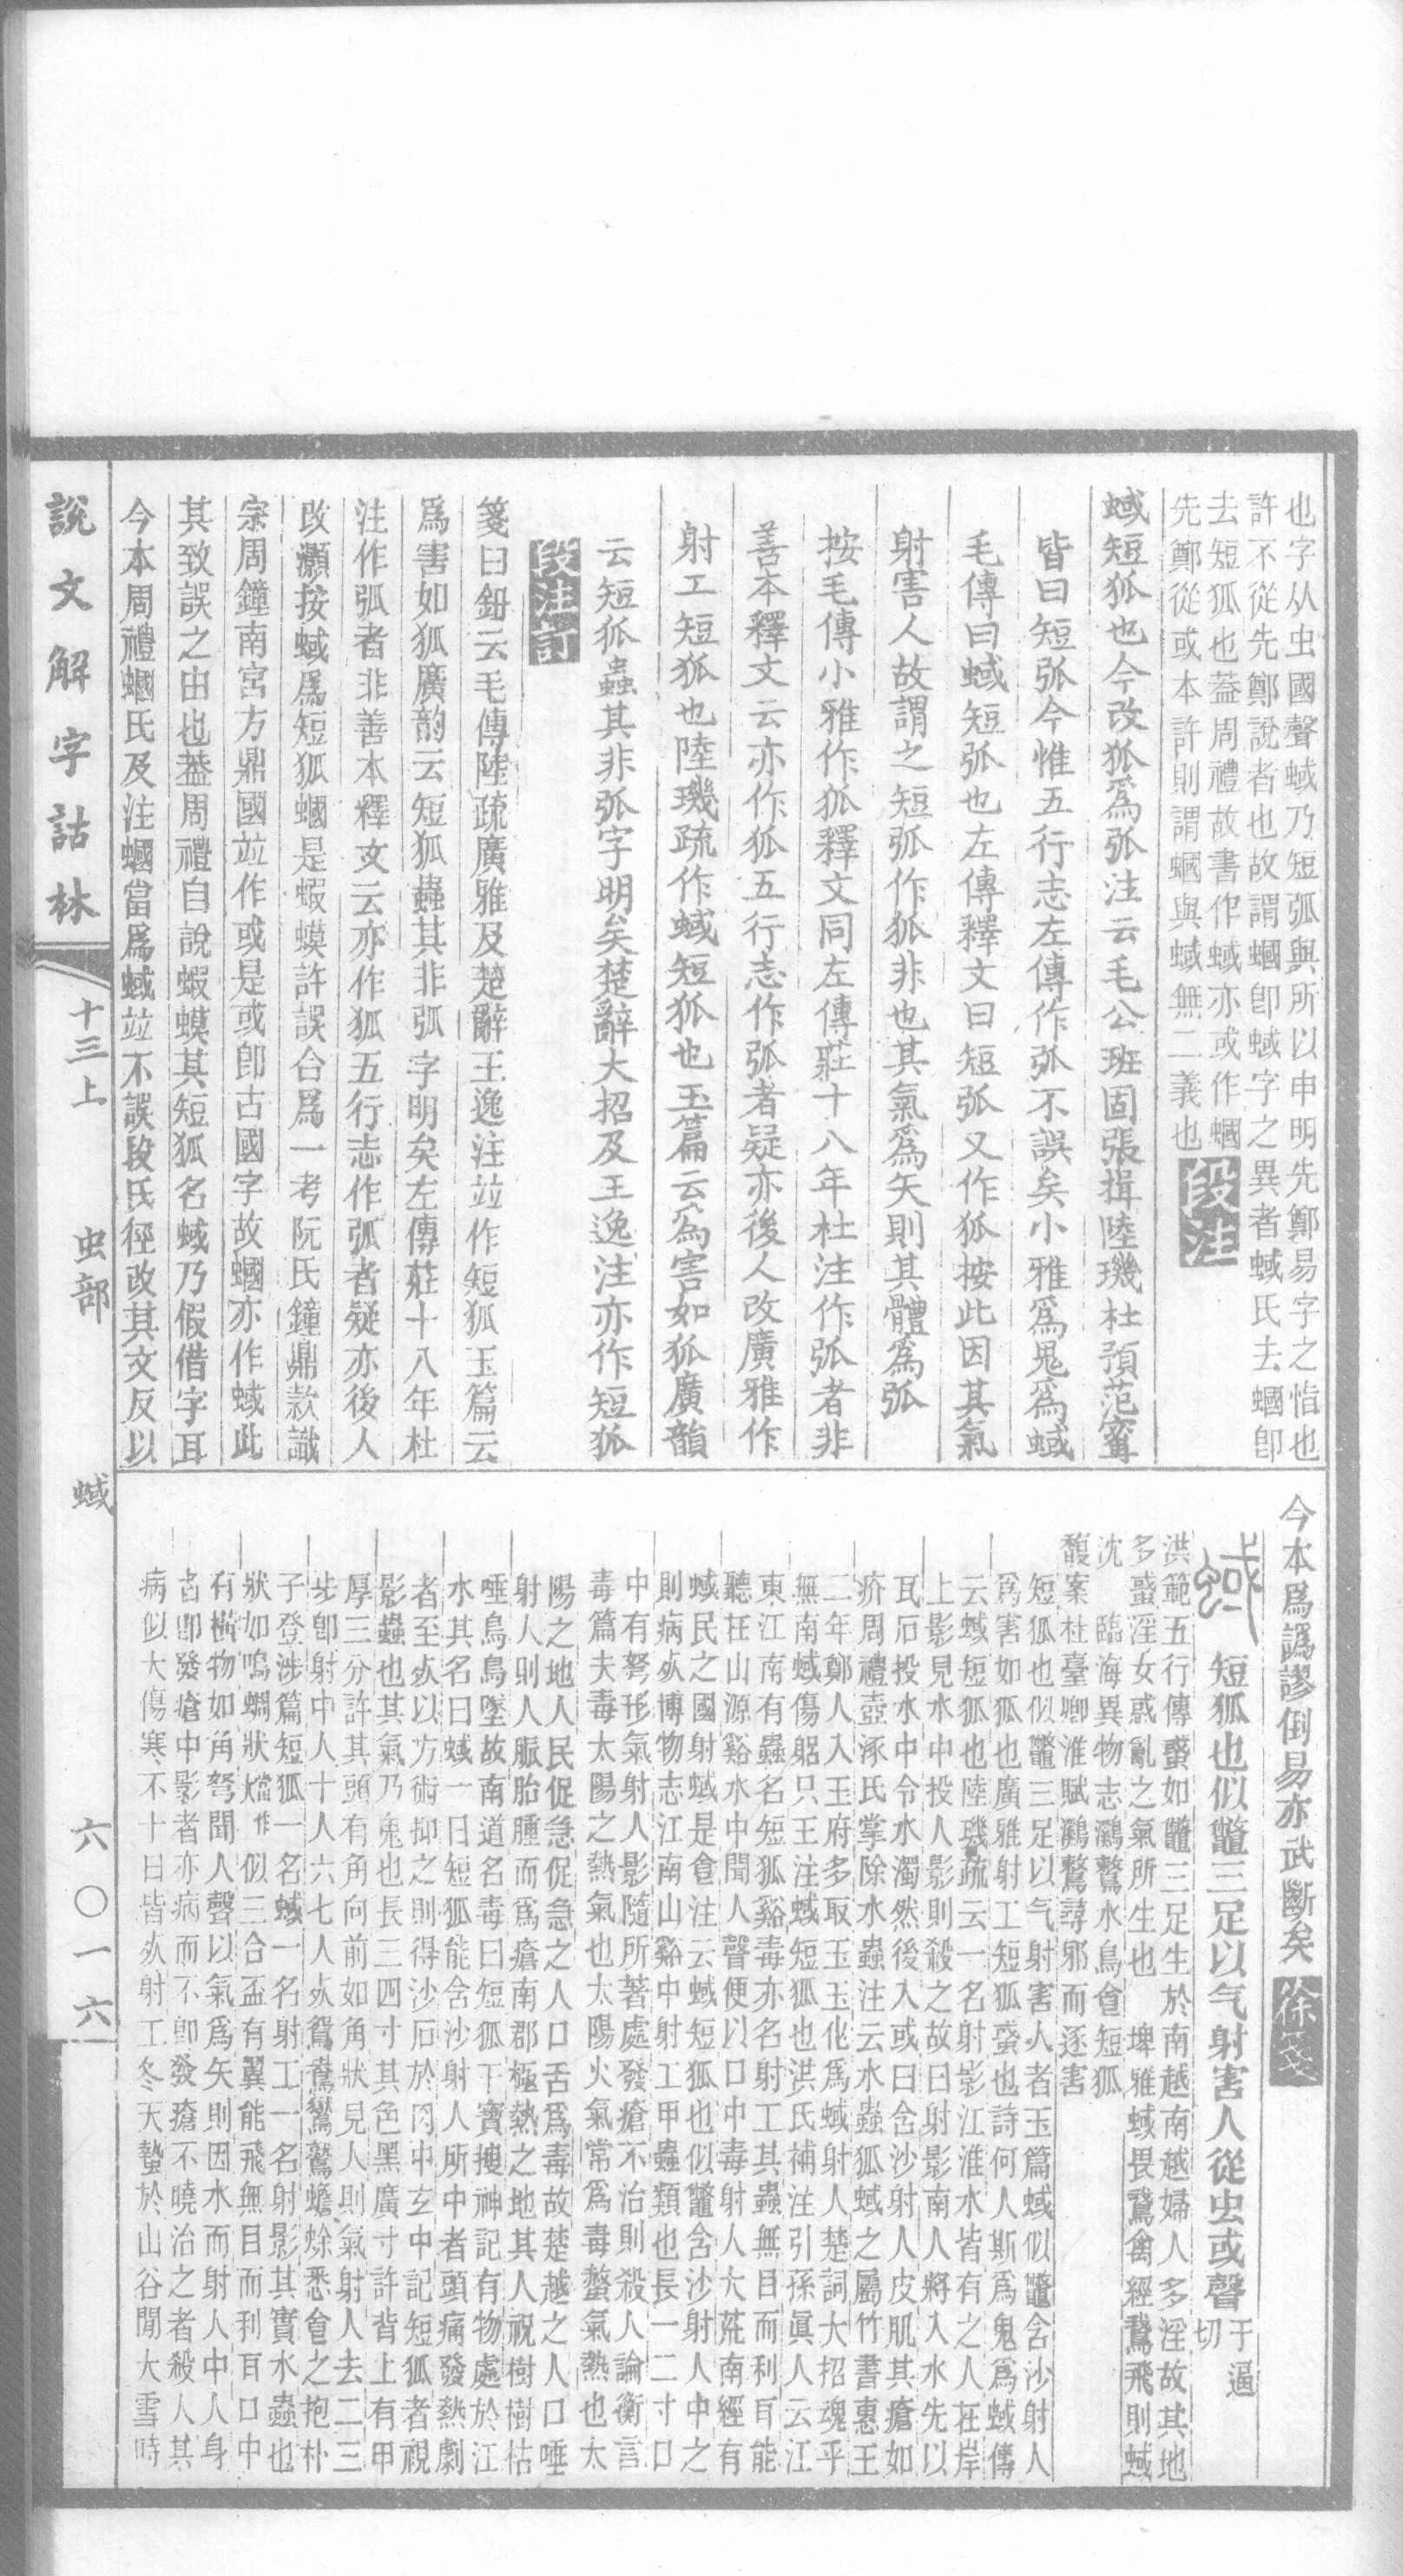 也字从虫國聲蜮乃短弧與所以申明先鄭易字之恉也
許不從先鄭說者也故謂蟈卽蜮字之異者蜮氏去蟈卽
去短狐也葢周禮故書作蜮亦或作蟈
先鄭從或本許則謂蟈與蜮無二義也 段注
蜮短狐也今改狐爲弧注云毛公班固張揖陸璣杜預范甯
皆曰短弧今惟五行志左傳作弧不誤矣小雅爲鬼爲蜮
毛傳曰蜮短弧也左傳釋文曰短弧又作狐按此因其氣
射害人故謂之短弧作狐非也其氣爲矢則其體爲弧
按毛傳小雅作狐釋文同左傳莊十八年杜注作弧者非
善本釋文云亦作狐五行志作弧者疑亦後人改廣雅作
射工短狐也陸璣疏作蜮短狐也玉篇云爲害如狐廣韻
云短狐蟲其非弧字明矣楚辭大招及王逸注亦作短狐
段注訂
箋曰鈕云毛傳陸疏廣雅及楚辭王逸注竝作短狐玉篇云
爲害如狐廣韵云短狐蟲其非弧字明矣左傳莊十八年杜
注作弧者非善本釋文云亦作狐五行志作弧者疑亦後人
改灝按蜮爲短狐蟈是蝦蟆許誤合爲一考阮氏鐘鼎款識
宗周鐘南宮方鼎國竝作或是或卽古國字故蟈亦作蜮此
其致誤之由也葢周禮自說蝦蟆其短狐名蜮乃假借字耳
今本周禮蟈氏及注蟈當爲蜮竝不誤段氏徑改其文反以
今本爲譌謬倒易亦武斷矣 徐箋
蜮 短狐也似鼈三足以气射害人從虫或聲 于逼切
洪範五行傳蜮如鼈三足生於南越南越婦人多淫故其地
多蜮淫女惑亂之氣所生也 埤雅蜮畏鵞禽經鵞飛則蜮
沈 臨海異物志鸂鶒水鳥食短狐
馥案杜臺卿淮賦鸂鶒尋邪而逐害
短狐也似鼈三足以气射害人者玉篇蜮似鼈含沙射人
爲害如狐也廣雅射工短狐蜮也詩何人斯爲鬼爲蜮傳
云蜮短狐也陸璣疏云一名射影江淮水皆有之人在岸
上影見水中投人影則殺之故曰射影南人將入水先以
瓦石投水中令水濁然後入或曰含沙射人皮肌其瘡如
疥周禮壺涿氏掌除水蟲注云水蟲狐蜮之屬竹書惠王
二年鄭人入王府多取玉玉化爲蜮射人楚詞大招魂乎
無南蜮傷躳只王注蜮短狐也洪氏補注引孫眞人云江
東江南有蟲名短狐谿毒亦名射工其蟲無目而利耳能
聽在山源谿水中聞人聲便以口中毒射人大荒南經有
蜮民之國射蜮是食注云蜮短狐也似鼈含沙射人中之
則病𣦸博物志江南山谿中射工甲蟲類也長一二寸口
中有弩形氣射人影隨所著處發瘡不治則殺人論衡言
毒篇夫毒太陽之熱氣也太陽火氣常爲毒螫氣熱也太
陽之地人民促急促急之人口舌爲毒故楚越之人口唾
射人則人脈胎腫而爲瘡南郡極熱之地其人祝樹樹枯
唾鳥鳥墜故南道名毒曰短狐干寶搜神記有物處於江
水其名曰蜮一曰短狐能含沙射人所中者頭痛發熱劇
者至𣦸以方術抑之則得沙石於肉中玄中記短狐者視
影蟲也其氣乃鬼也長三四寸其色黑廣寸許背上有甲
厚三分許其頭有角向前如角狀見人則氣射人去二三
步卽射中人十人六七人𣦸鴛鴦鸑鷟蟾蜍悉食之抱朴
子登涉篇短狐一名蜮一名射工一名射影其實水蟲也
狀如鳴蜩狀當作似三合盃有翼能飛無目而利耳口中
有橫物如角弩聞人聲以氣爲矢則因水而射人中人身
者卽發瘡中影者亦病而不卽發瘡不曉治之者殺人其
病似大傷寒不十日皆𣦸射工冬天蟄於山谷閒大雪時
說文解字詁林 十三上 虫部 蜮 六〇一六